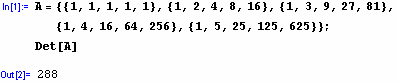 In[1]:= A = {{1, 1, 1, 1, 1}, {1, 2, 4, 8, 16}, {1, 3, 9, 27, 81},
{1, 4, 16, 64, 256}, {1, 5, 25, 125, 625}};
Det[A]
Out[2]= 288